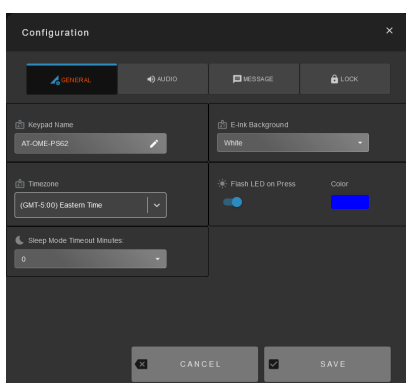 Configuration
GENERAL
AUDIO
MESSAGE
LOCK
Keypad Name
E-Ink Background
AT-OME-PS62
White
Timezone
Flash LED on Press
Color
(GMT-5:00) Eastern Time
Sleep Mode Timeout Minutes:
0
CANCEL
SAVE